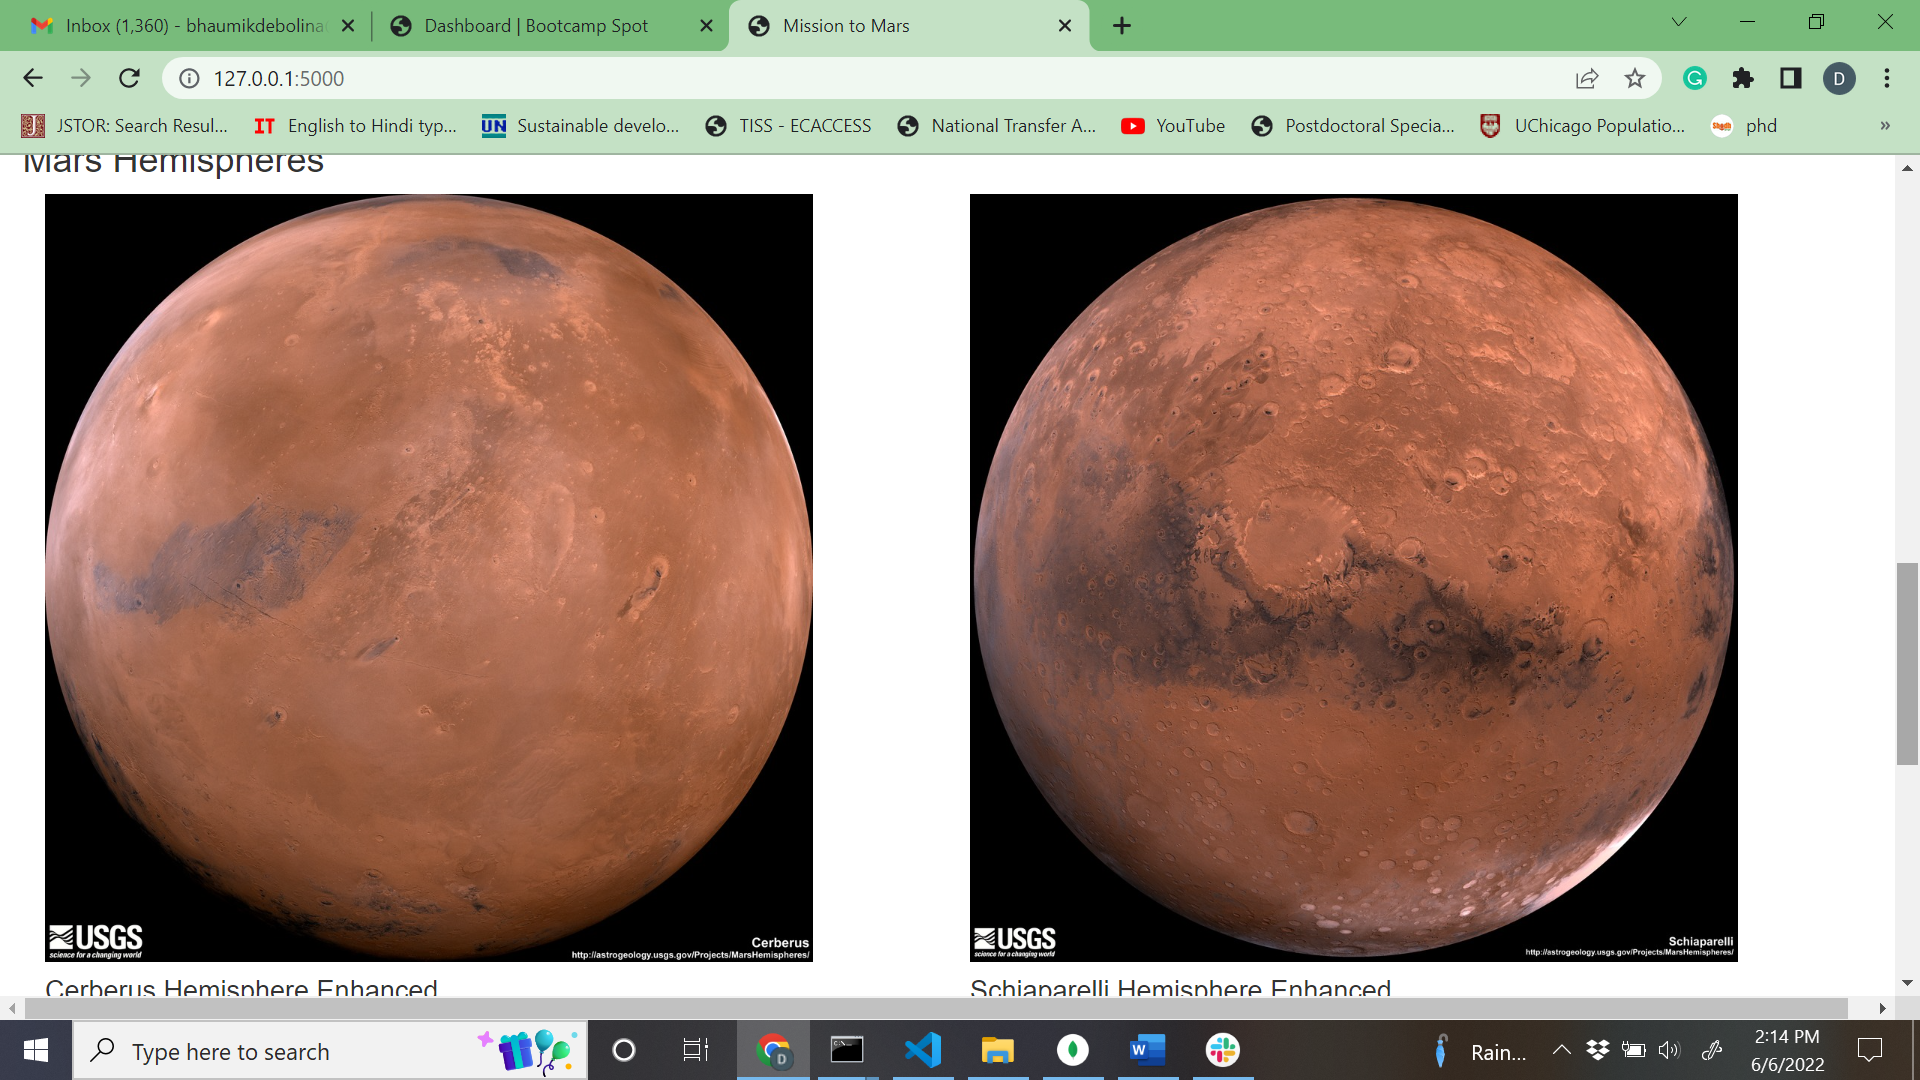 Inbox (1,360) - bhaumikdebolina
Dashboard | Bootcamp Spot
Mission to Mars
127.0.0.1:5000
D
JSTOR: Search Resul...
IT
English to Hindi typ...
UN
Sustainable develo...
TISS - ECACCESS
National Transfer A...
YouTube
Postdoctoral Specia...
UChicago Populatio...
phd
»
Mars Hemispheres
USGS
science for a changing world
Cerberus
http://astrogeology.usgs.gov/Projects/MarsHemispheres/
USGS
science for a changing world
Schiaparelli
http://astrogeology.usgs.gov/Projects/MarsHemispheres/
Cerberus Hemisphere Enhanced
Schiaparelli Hemisphere Enhanced
Type here to search
D
W
Rain...
2:14 PM
6/6/2022